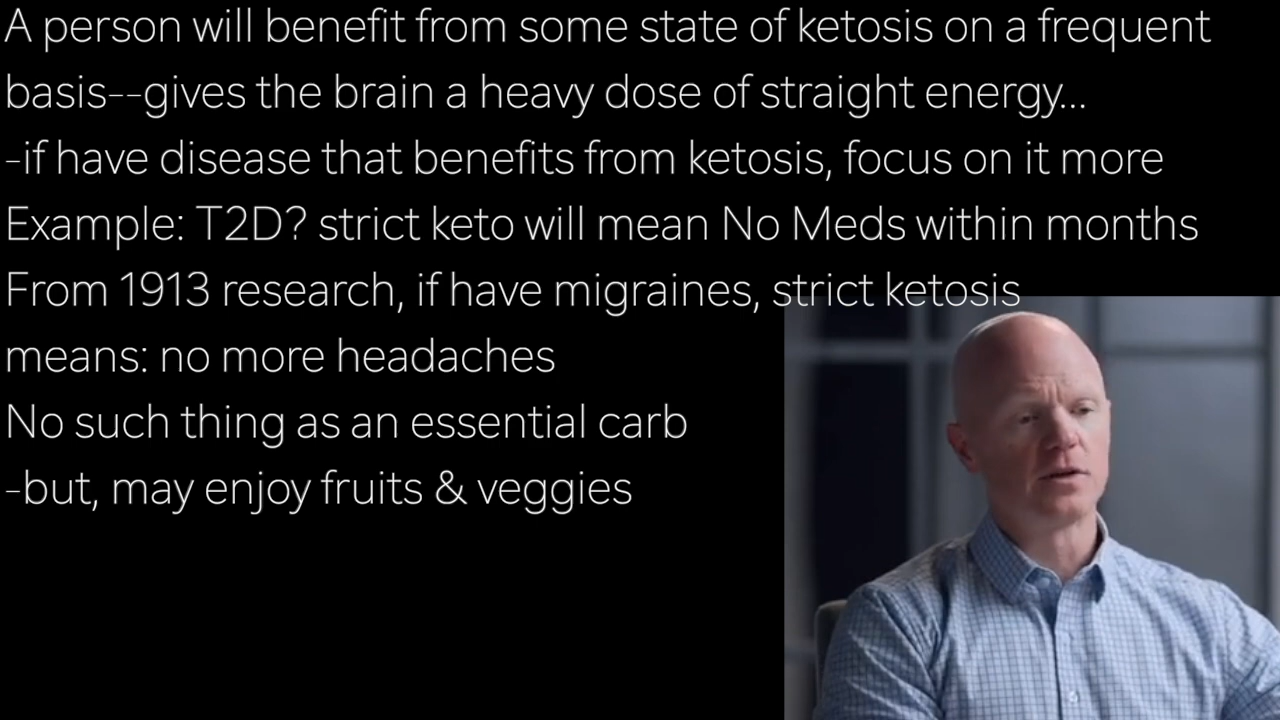 A person will benefit from some state of ketosis on a frequent
basis--gives the brain a heavy dose of straight energy...
-if have disease that benefits from ketosis, focus on it more
Example: T2D? strict keto will mean No Meds within months
From 1913 research, if have migraines, strict ketosis
means: no more headaches
No such thing as an essential carb
-but, may enjoy fruits & veggies